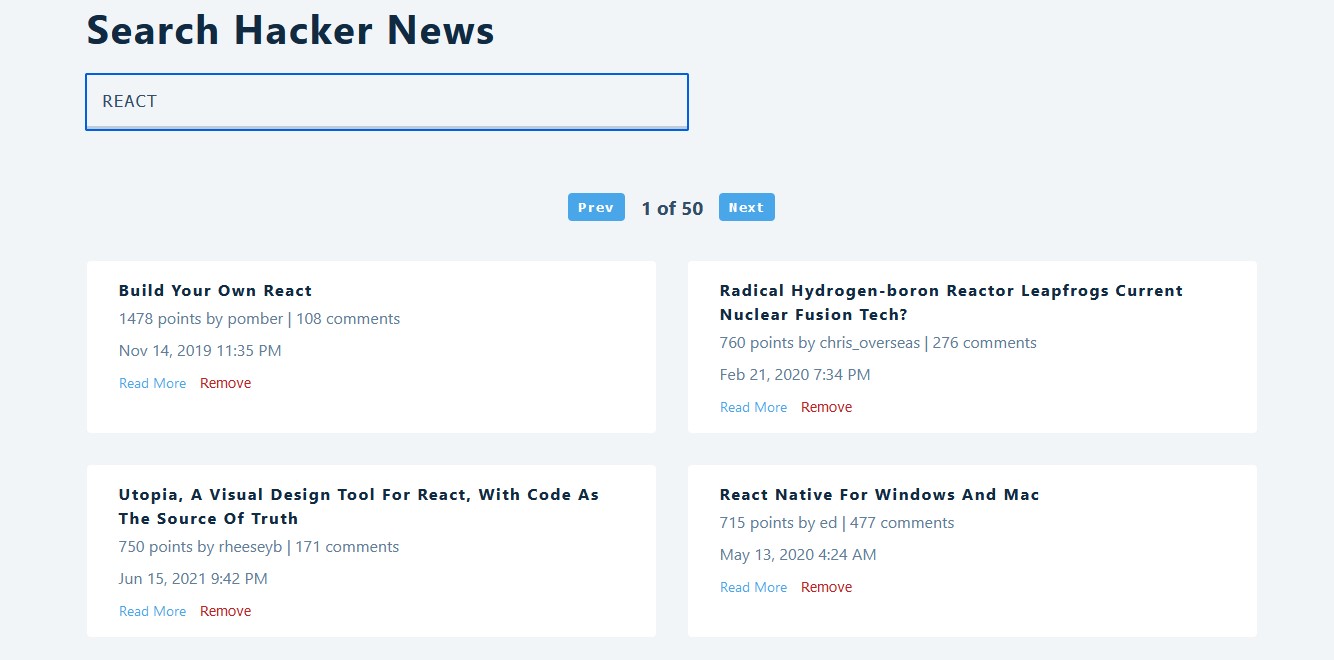 Search Hacker News
REACT
Prev 1 of 50 Next
Build Your Own React
1478 points by pomber | 108 comments
Nov 14, 2019 11:35 PM
Read More Remove
Radical Hydrogen-boron Reactor Leapfrogs Current
Nuclear Fusion Tech?
760 points by chris_overseas | 276 comments
Feb 21, 2020 7:34 PM
Read More Remove
Utopia, A Visual Design Tool For React, With Code As
The Source Of Truth
750 points by rheeseyb | 171 comments
Jun 15, 2021 9:42 PM
Read More Remove
React Native For Windows And Mac
715 points by ed | 477 comments
May 13, 2020 4:24 AM
Read More Remove